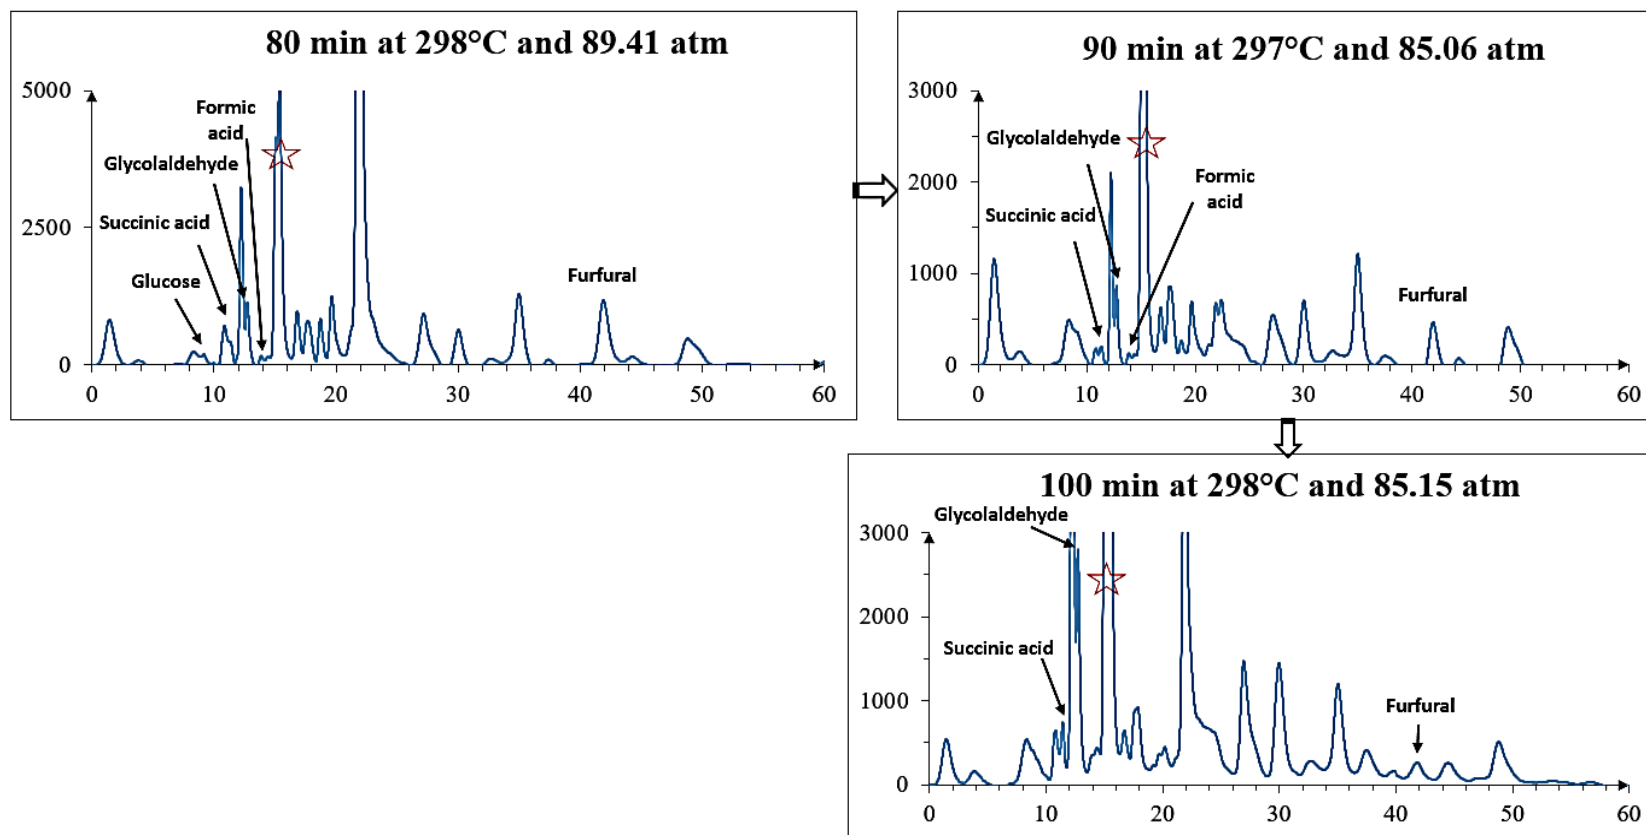 80 min at 298°C and 89.41 atm
5000
2500
0
Formic
acid
Glycolaldehyde
Succinic acid
Glucose
Furfural
0 10 20 30 40 50 60
90 min at 297°C and 85.06 atm
3000
2000
1000
0
Glycolaldehyde
Formic
acid
Succinic acid
Furfural
0 10 20 30 40 50 60
100 min at 298°C and 85.15 atm
Glycolaldehyde
3000
2000
1000
0
Succinic acid
Furfural
0 10 20 30 40 50 60